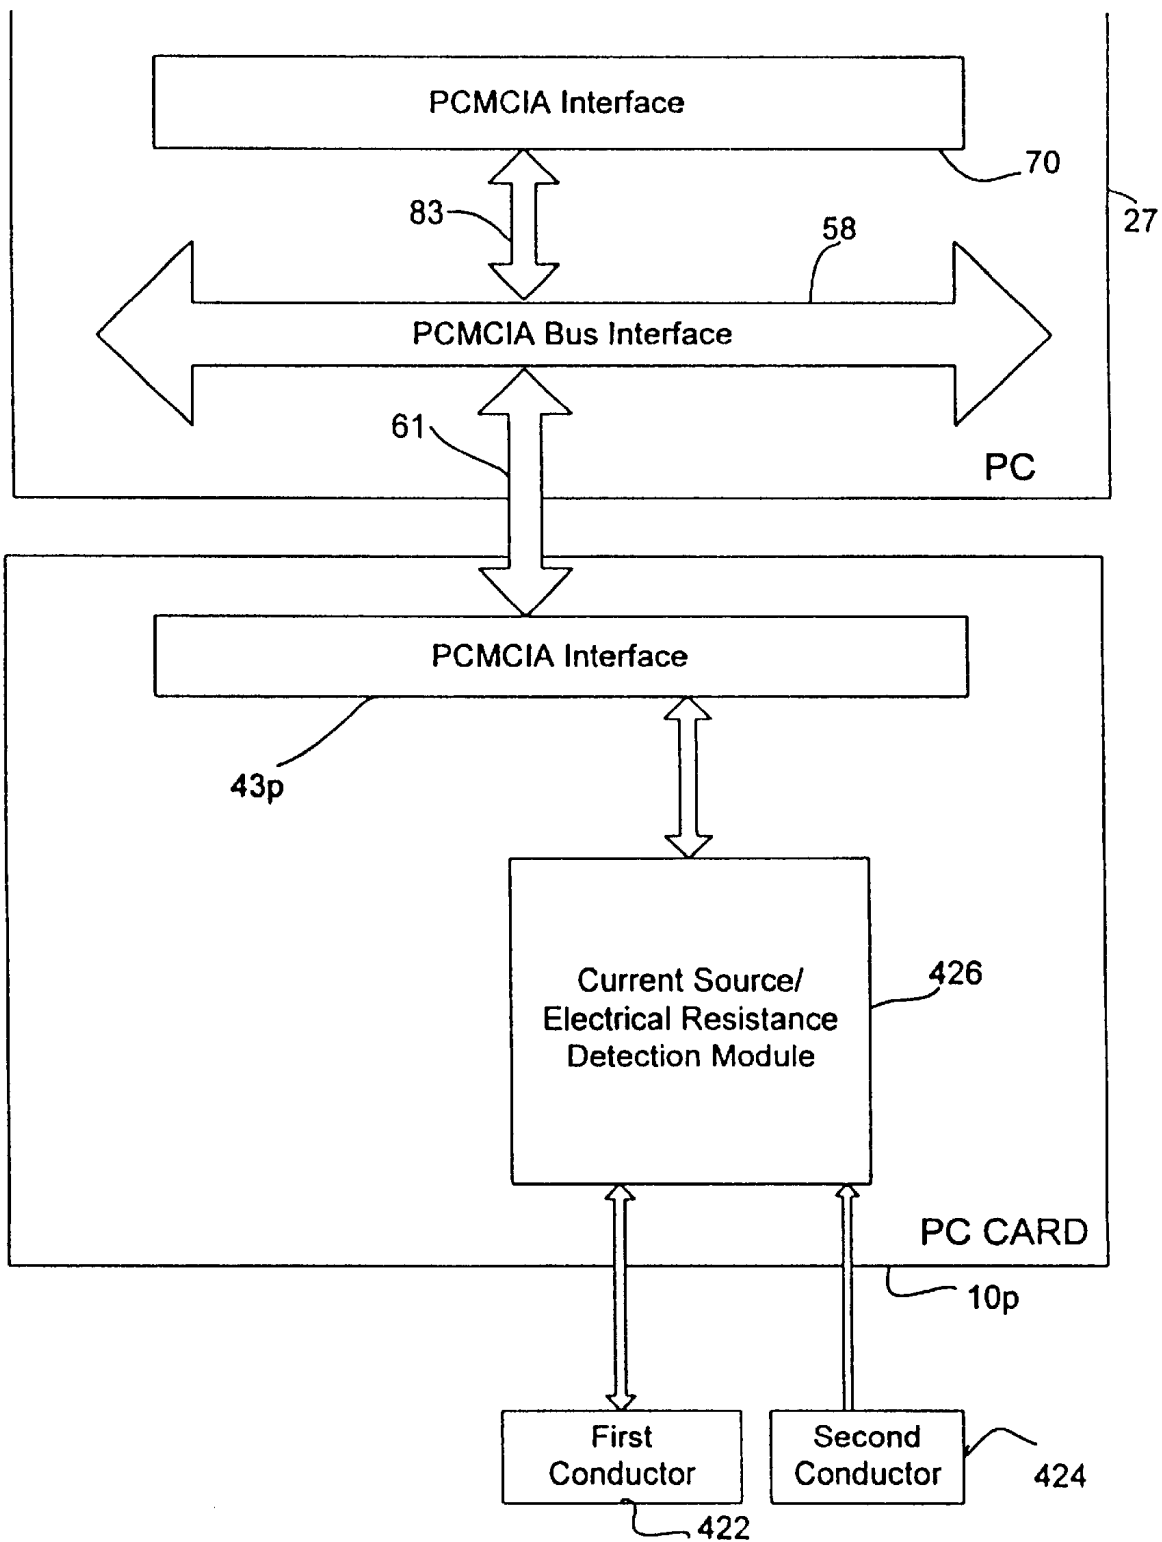 PCMCIA Interface
70
27
83
58
PCMCIA Bus Interface
61
PC
PCMCIA Interface
43p
Current Source/
Electrical Resistance
Detection Module
426
PC CARD
10p
First
Conductor
Second
Conductor
424
422